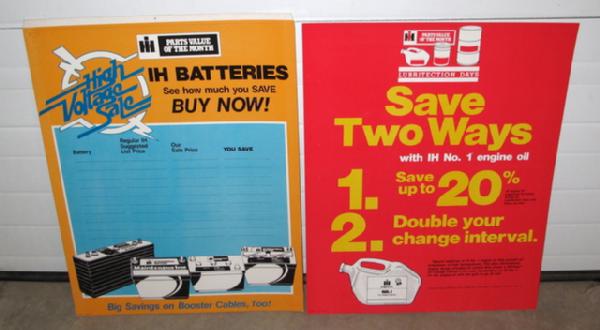 High
Voltage
Sale
PARTS VALUE
OF THE MONTH
IH BATTERIES
See how much you SAVE
BUY NOW!
Battery
Regular IH
Suggested
List Price
Our
Sale Price
YOU SAVE
Maintenance free
Big Savings on Booster Cables, Too!
PARTS VALUE
OF THE MONTH
LUBRITECTION DAYS
Save
Two Ways
with IH No. 1 engine oil
1. Save
up to 20%
2. Double your
change interval.